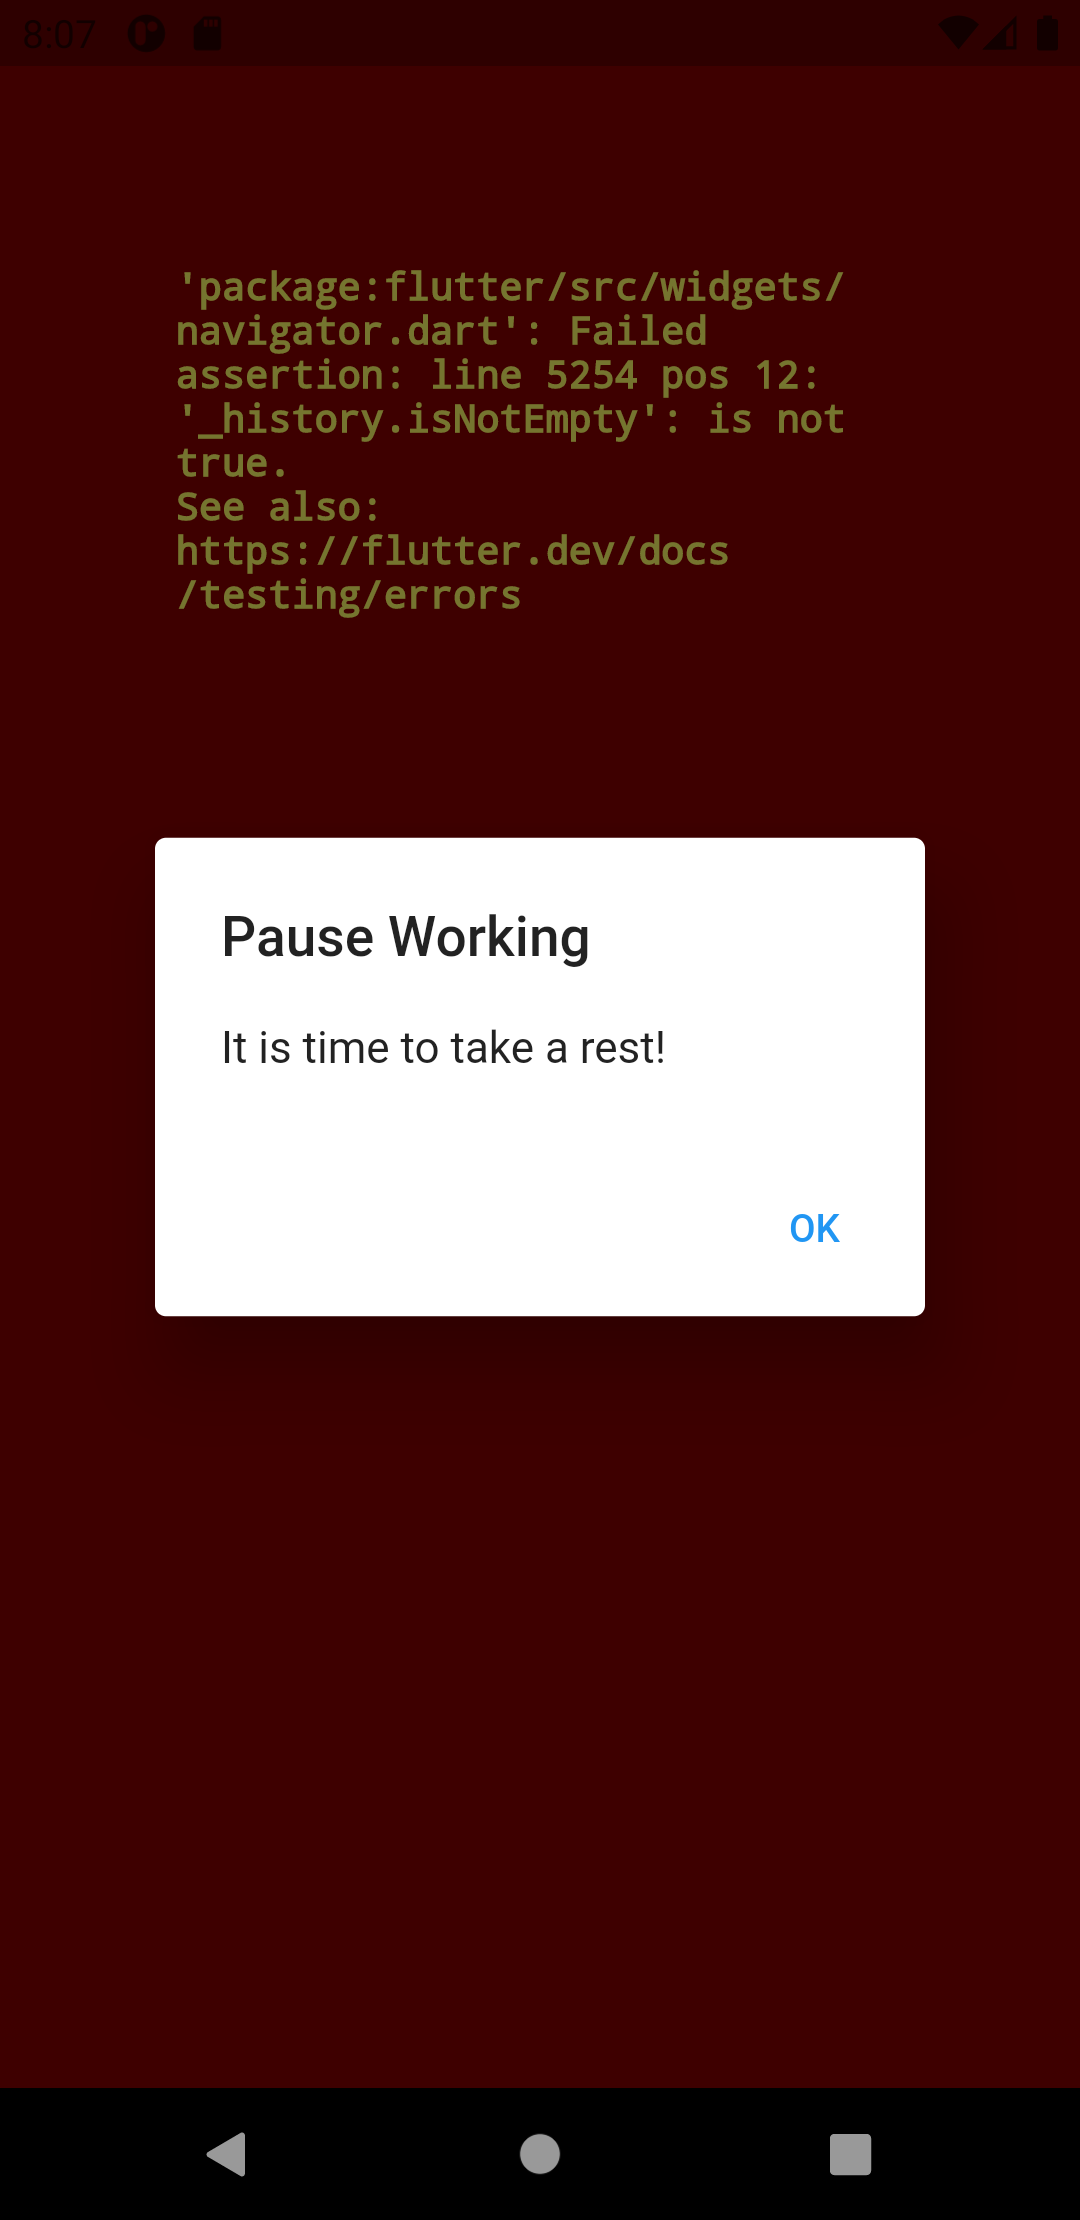 8:07
'package:flutter/src/widgets/
navigator.dart': Failed
assertion: line 5254 pos 12:
'_history.isNotEmpty': is not
true.
See also:
https://flutter.dev/docs
/testing/errors
Pause Working
It is time to take a rest!
OK